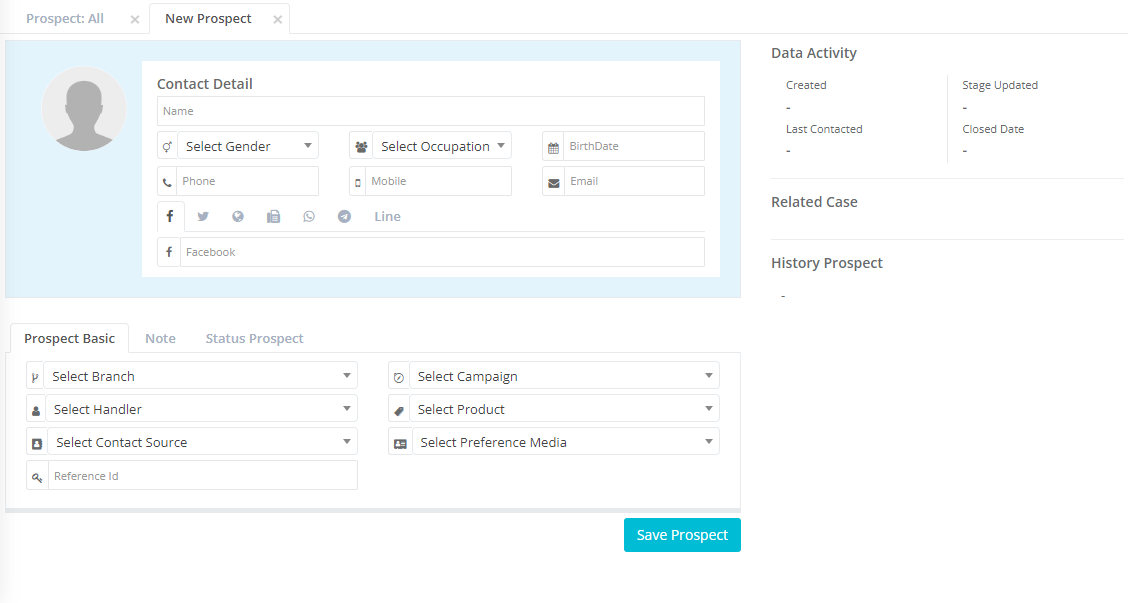 Prospect: All × New Prospect ×
Contact Detail
Name
Select Gender Select Occupation BirthDate
Phone Mobile Email
Line
Facebook
Data Activity
Created Stage Updated
- -
Last Contacted Closed Date
- -
Related Case
History Prospect
-
Prospect Basic Note Status Prospect
Select Branch Select Campaign
Select Handler Select Product
Select Contact Source Select Preference Media
Reference Id
Save Prospect